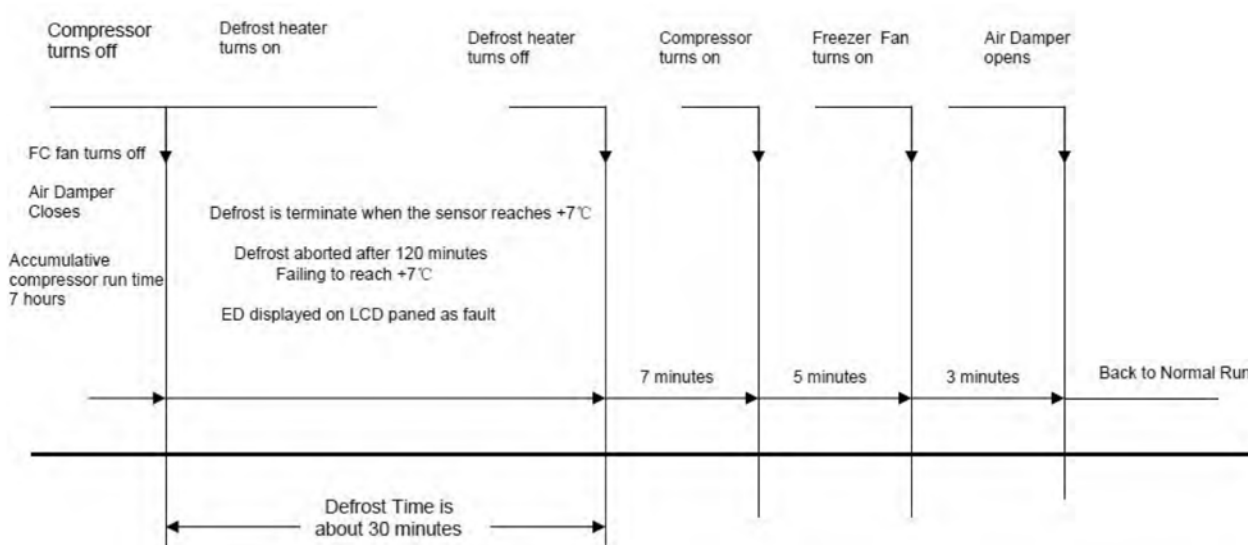 Compressor
turns off
Defrost heater
turns on
Defrost heater
turns off
Compressor
turns on
Freezer Fan
turns on
Air Damper
opens
FC fan turns off
Air Damper
Closes
Accumulative
compressor run time
7 hours
Defrost is terminate when the sensor reaches +7℃
Defrost aborted after 120 minutes
Failing to reach +7℃
ED displayed on LCD paned as fault
7 minutes
5 minutes
3 minutes
Back to Normal Run
Defrost Time is
about 30 minutes